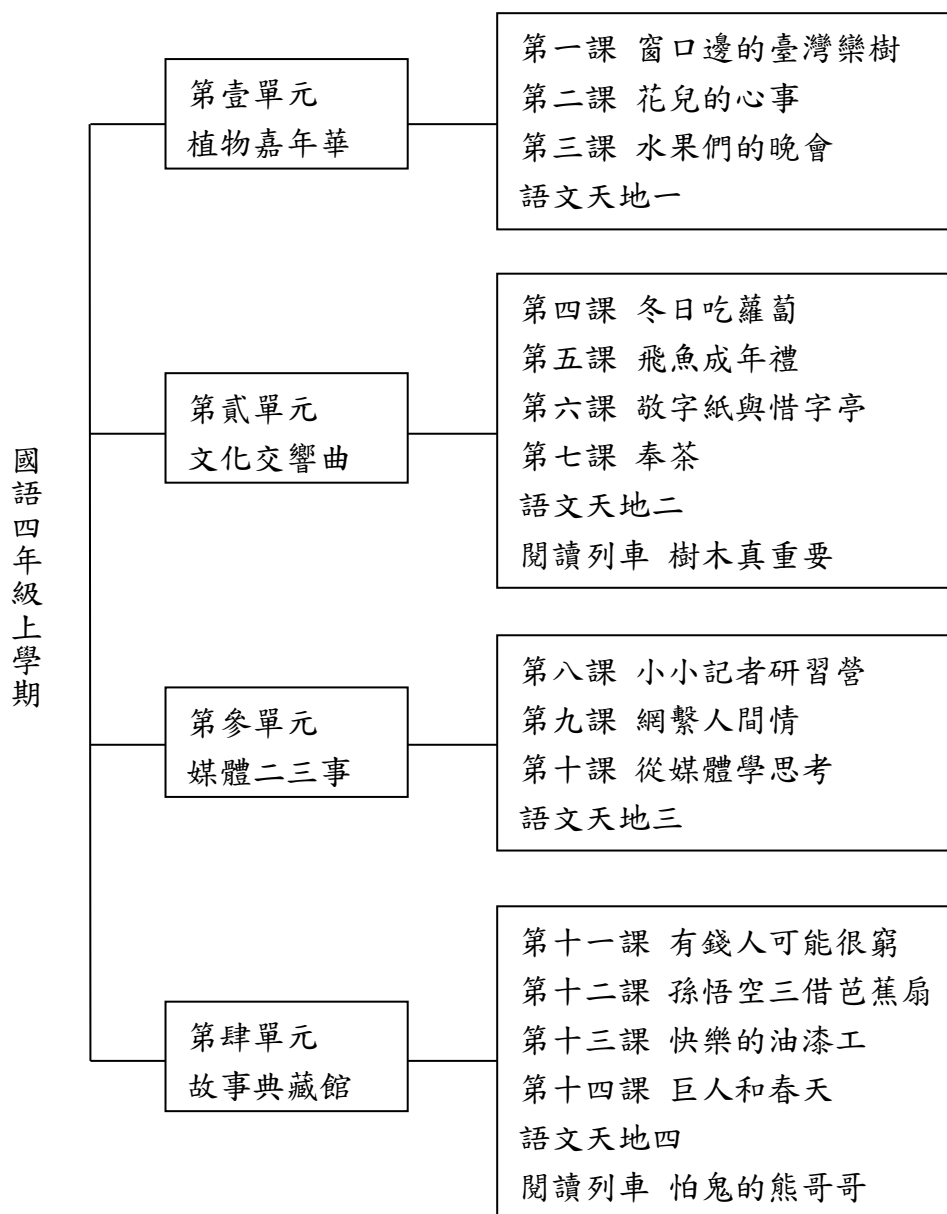 國語四年級上學期
第壹單元
植物嘉年華
第一課 窗口邊的臺灣欒樹
第二課 花兒的心事
第三課 水果們的晚會
語文天地一
第貳單元
文化交響曲
第四課 冬日吃蘿蔔
第五課 飛魚成年禮
第六課 敬字紙與惜字亭
第七課 奉茶
語文天地二
閱讀列車 樹木真重要
第參單元
媒體二三事
第八課 小小記者研習營
第九課 網繫人間情
第十課 從媒體學思考
語文天地三
第肆單元
故事典藏館
第十一課 有錢人可能很窮
第十二課 孫悟空三借芭蕉扇
第十三課 快樂的油漆工
第十四課 巨人和春天
語文天地四
閱讀列車 怕鬼的熊哥哥